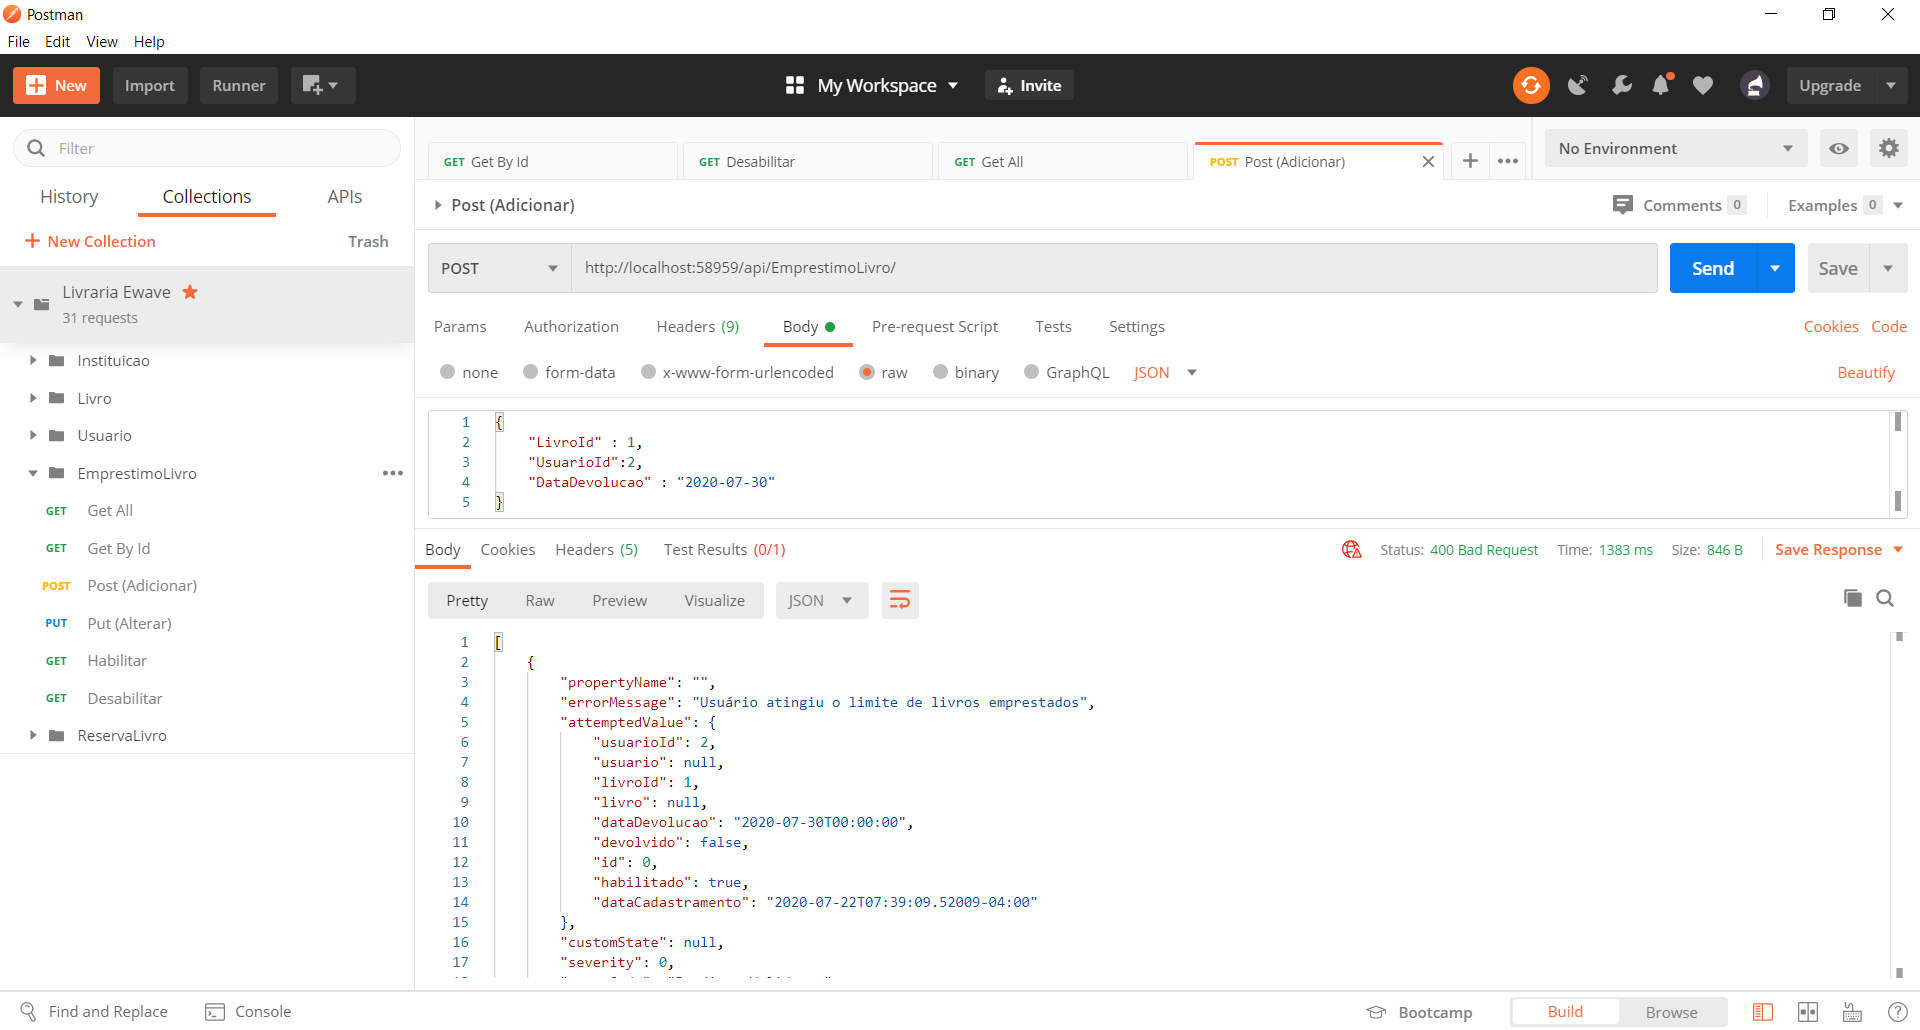 Postman
File Edit View Help
New Import Runner My Workspace Invite Upgrade
Filter
History Collections APIs
New Collection Trash
Livraria Ewave
31 requests
Instituicao
Livro
Usuario
EmprestimoLivro
GET Get All
GET Get By Id
POST Post (Adicionar)
PUT Put (Alterar)
GET Habilitar
GET Desabilitar
ReservaLivro
GET Get By Id GET Desabilitar GET Get All POST Post (Adicionar) No Environment
Post (Adicionar) Comments 0 Examples 0
POST http://localhost:58959/api/EmprestimoLivro/ Send Save
Params Authorization Headers (9) Body Pre-request Script Tests Settings Cookies Code
none form-data x-www-form-urlencoded raw binary GraphQL JSON Beautify
1 {
2 "LivroId" : 1,
3 "UsuarioId":2,
4 "DataDevolucao" : "2020-07-30"
5 }
Body Cookies Headers (5) Test Results (0/1) Status: 400 Bad Request Time: 1383 ms Size: 846 B Save Response
Pretty Raw Preview Visualize JSON
1 [
2 {
3 "propertyName": "",
4 "errorMessage": "Usuário atingiu o limite de livros emprestados",
5 "attemptedValue": {
6 "usuarioId": 2,
7 "usuario": null,
8 "livroId": 1,
9 "livro": null,
10 "dataDevolucao": "2020-07-30T00:00:00",
11 "devolvido": false,
12 "id": 0,
13 "habilitado": true,
14 "dataCadastramento": "2020-07-22T07:39:09.52009-04:00"
15 },
16 "customState": null,
17 "severity": 0,
Find and Replace Console Bootcamp Build Browse